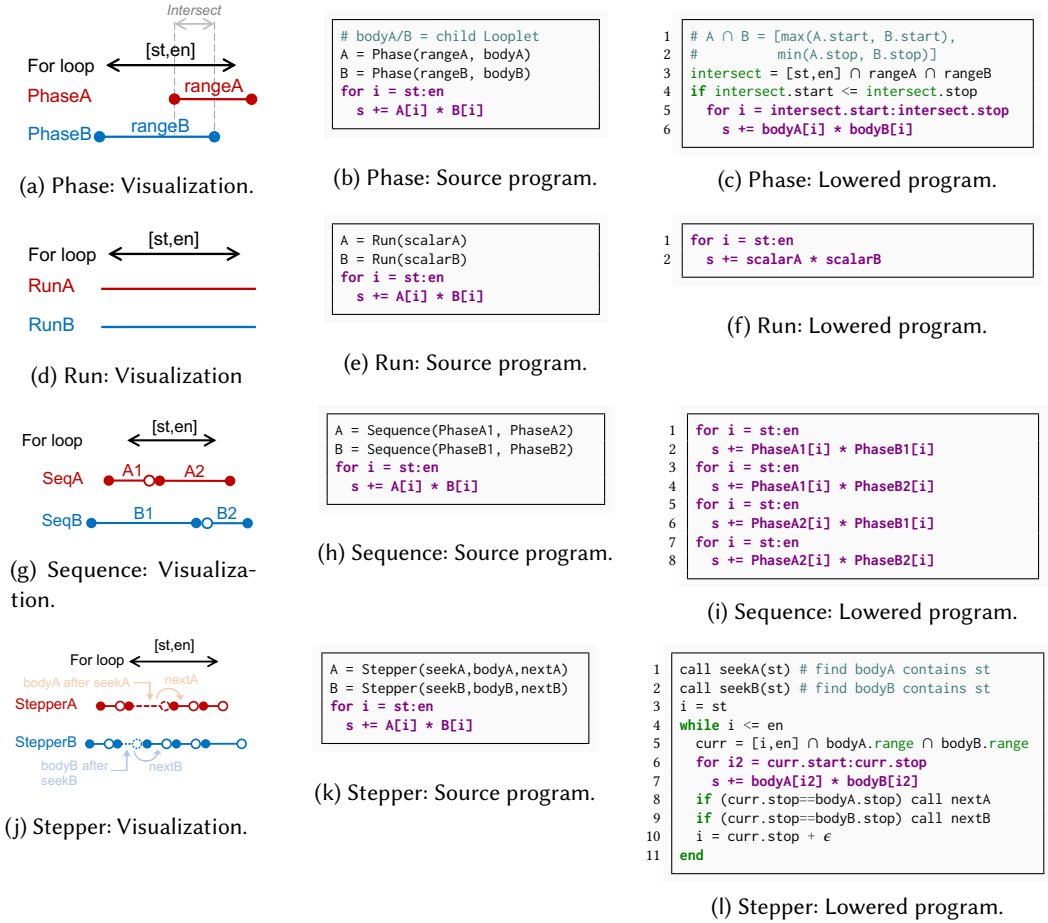 Intersect
[st,en]
For loop
PhaseA
rangeA
PhaseB
rangeB
(a) Phase: Visualization.
# bodyA/B = child Looplet
A = Phase(rangeA, bodyA)
B = Phase(rangeB, bodyB)
for i = st:en
s += A[i] * B[i]
(b) Phase: Source program.
1 # A ∩ B = [max(A.start, B.start),
2 # min(A.stop, B.stop)]
3 intersect = [st,en] ∩ rangeA ∩ rangeB
4 if intersect.start <= intersect.stop
5 for i = intersect.start:intersect.stop
6 s += bodyA[i] * bodyB[i]
(c) Phase: Lowered program.
[st,en]
For loop
RunA
RunB
(d) Run: Visualization
A = Run(scalarA)
B = Run(scalarB)
for i = st:en
s += A[i] * B[i]
(e) Run: Source program.
1 for i = st:en
2 s += scalarA * scalarB
(f) Run: Lowered program.
[st,en]
For loop
SeqA
A1 A2
SeqB
B1 B2
(g) Sequence: Visualiza-
tion.
A = Sequence(PhaseA1, PhaseA2)
B = Sequence(PhaseB1, PhaseB2)
for i = st:en
s += A[i] * B[i]
(h) Sequence: Source program.
1 for i = st:en
2 s += PhaseA1[i] * PhaseB1[i]
3 for i = st:en
4 s += PhaseA1[i] * PhaseB2[i]
5 for i = st:en
6 s += PhaseA2[i] * PhaseB1[i]
7 for i = st:en
8 s += PhaseA2[i] * PhaseB2[i]
(i) Sequence: Lowered program.
[st,en]
For loop
bodyA after seekA nextA
StepperA
StepperB
bodyB after
seekB
nextB
(j) Stepper: Visualization.
A = Stepper(seekA,bodyA,nextA)
B = Stepper(seekB,bodyB,nextB)
for i = st:en
s += A[i] * B[i]
(k) Stepper: Source program.
1 call seekA(st) # find bodyA contains st
2 call seekB(st) # find bodyB contains st
3 i = st
4 while i <= en
5 curr = [i,en] ∩ bodyA.range ∩ bodyB.range
6 for i2 = curr.start:curr.stop
7 s += bodyA[i2] * bodyB[i2]
8 if (curr.stop==bodyA.stop) call nextA
9 if (curr.stop==bodyB.stop) call nextB
10 i = curr.stop + ϵ
11 end
(l) Stepper: Lowered program.